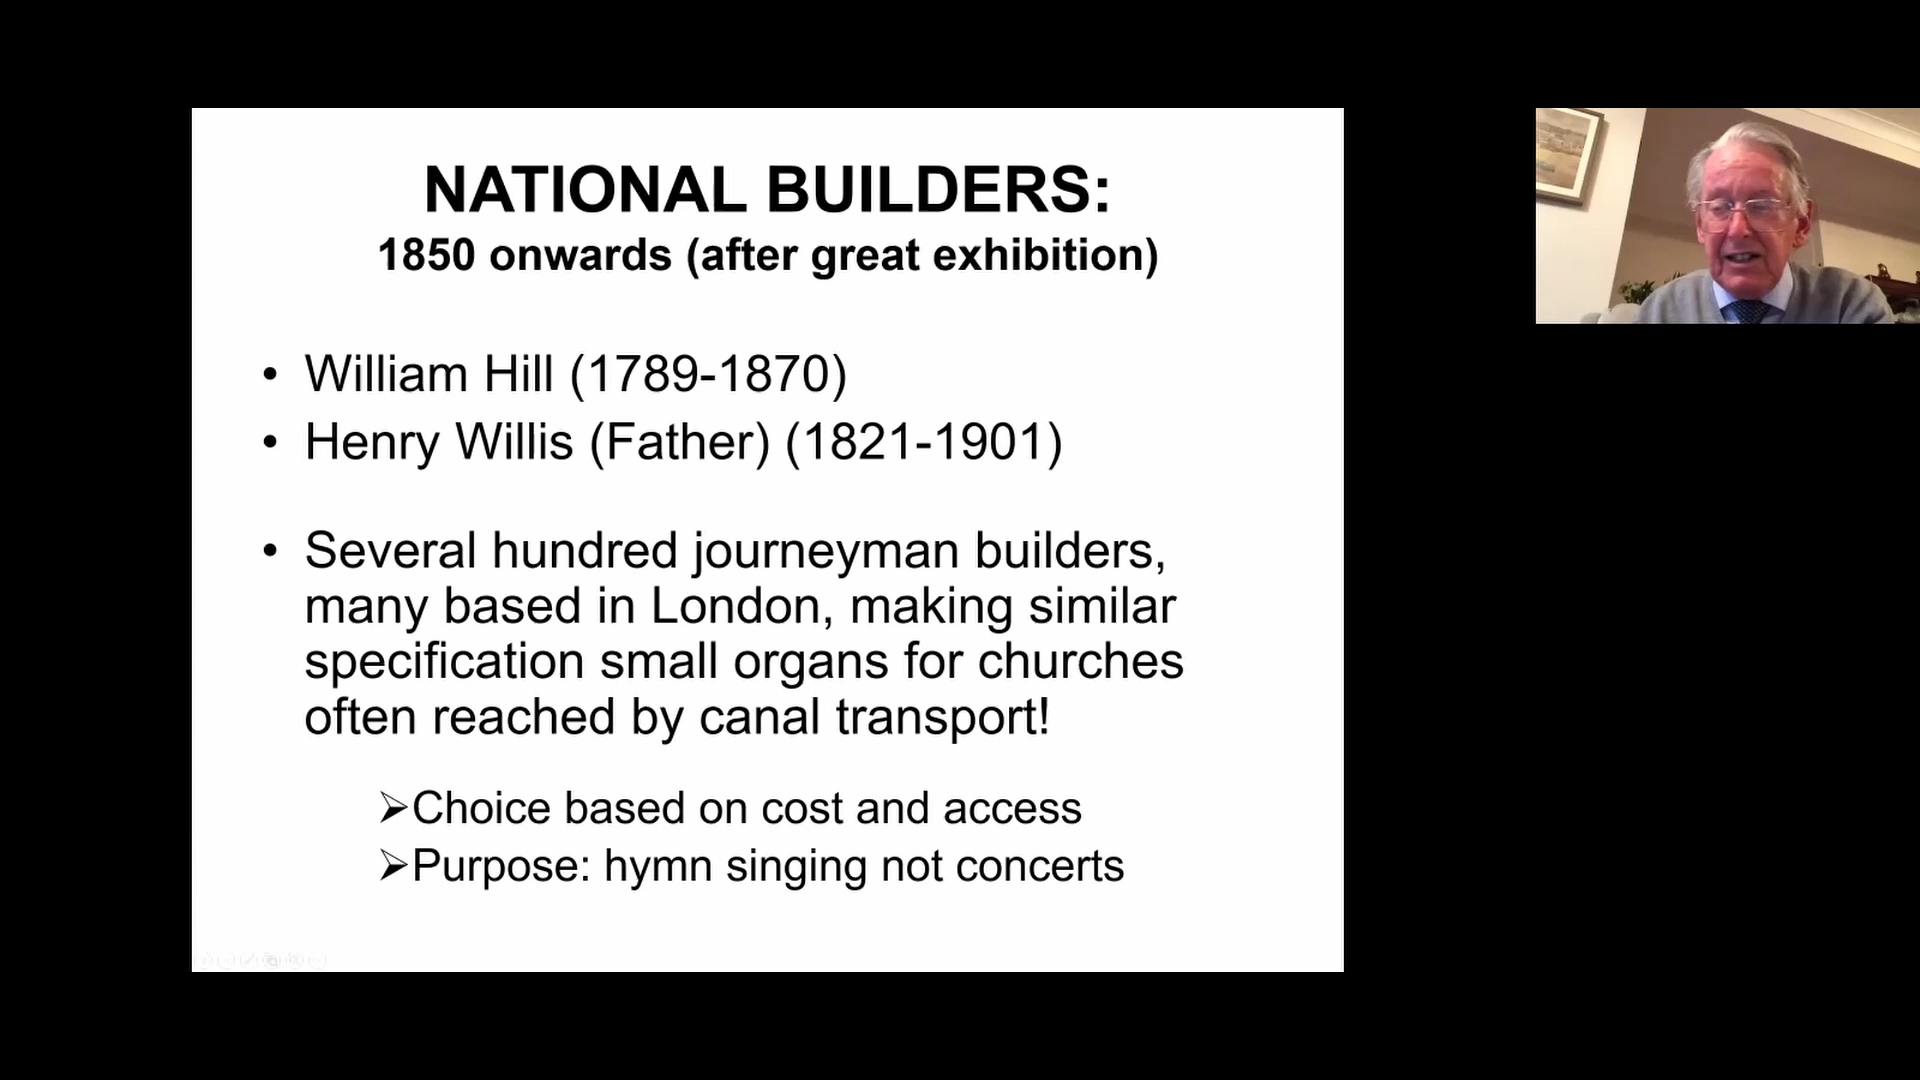 NATIONAL BUILDERS:
1850 onwards (after great exhibition)
• William Hill (1789-1870)
• Henry Willis (Father) (1821-1901)
• Several hundred journeyman builders,
many based in London, making similar
specification small organs for churches
often reached by canal transport!
➢Choice based on cost and access
➢Purpose: hymn singing not concerts